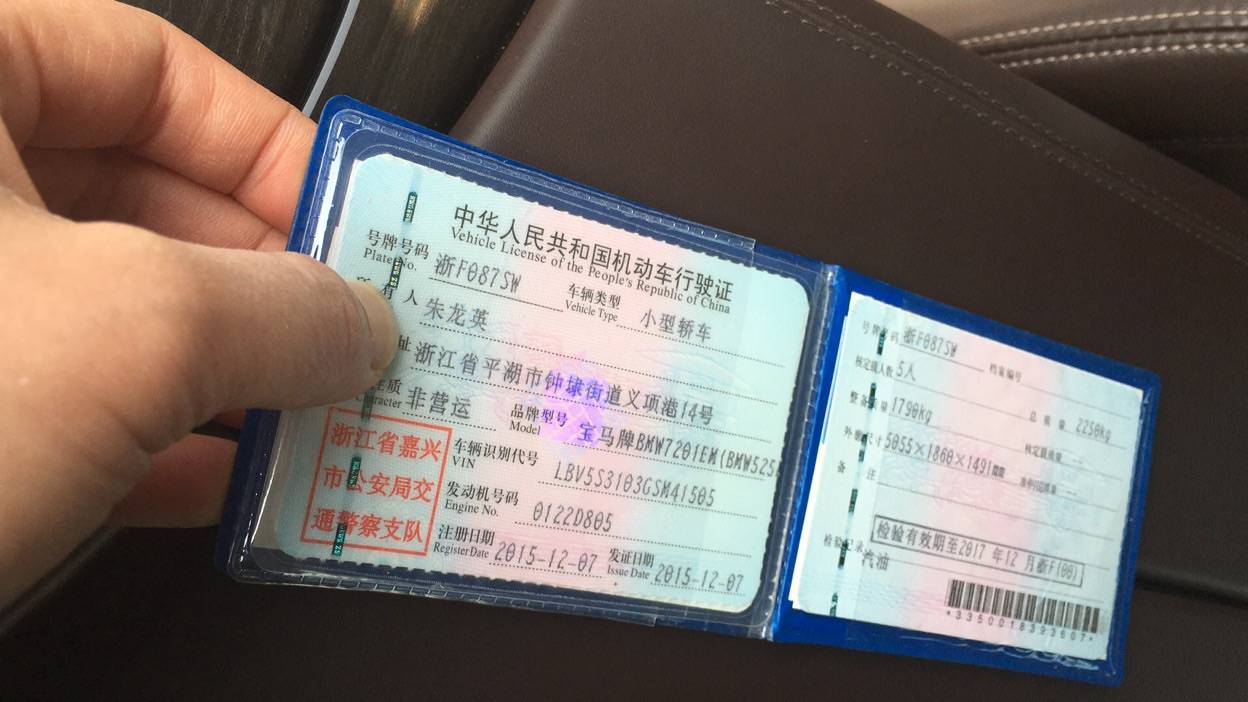 中华人民共和国机动车行驶证
Vehicle License of the People's Republic of China
号牌号码 浙F087SW 车辆类型 小型轿车
Plate No. Vehicle Type
人 朱龙英
址 浙江省平湖市钟埭街道义项港14号
性质 非营运 品牌型号 宝马牌BMW7201EM(BMW525
Character Model
浙江省嘉兴
市公安局交
通警察支队
车辆识别代号 LBV5S3103GSM41505
VIN
发动机号码 0122D805
Engine No.
注册日期 2015-12-07 发证日期 2015-12-07
Register Date Issue Date
号牌号码 浙F087SW 档案编号
核定载人数 5人 总质量 2250kg
整备质量 1790kg 核定载质量 --
外廓尺寸 5055×1860×1491 --
备注
检验有效期至2017 年12 月浙F(00)
检验记录 汽油
*3350018393607*